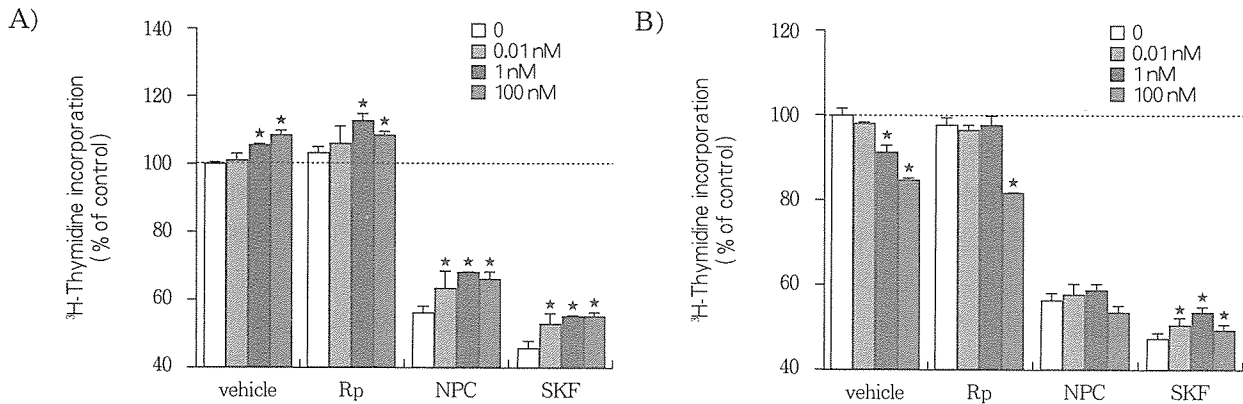 A)
³H-Thymidine incorporation
(% of control)
140
120
100
80
60
40
0
0.01 nM
1 nM
100 nM
vehicle Rp NPC SKF
B)
³H-Thymidine incorporation
(% of control)
120
100
80
60
40
0
0.01 nM
1 nM
100 nM
vehicle Rp NPC SKF